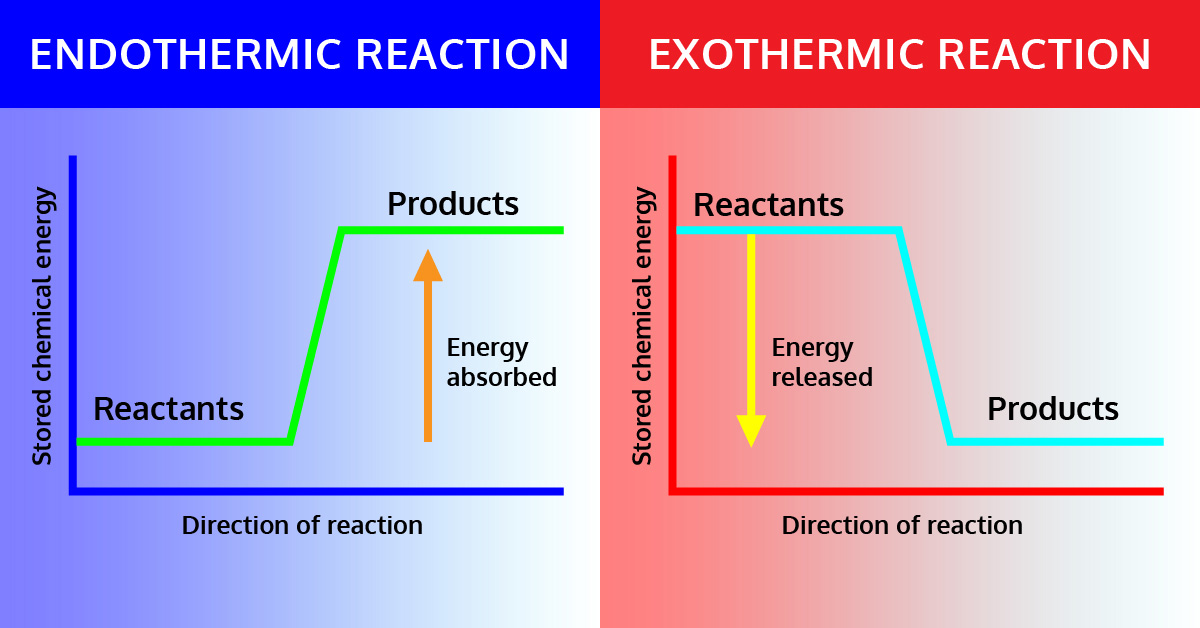 ENDOTHERMIC REACTION
Stored chemical energy
Products
Energy
absorbed
Reactants
Direction of reaction
EXOTHERMIC REACTION
Stored chemical energy
Reactants
Energy
released
Products
Direction of reaction